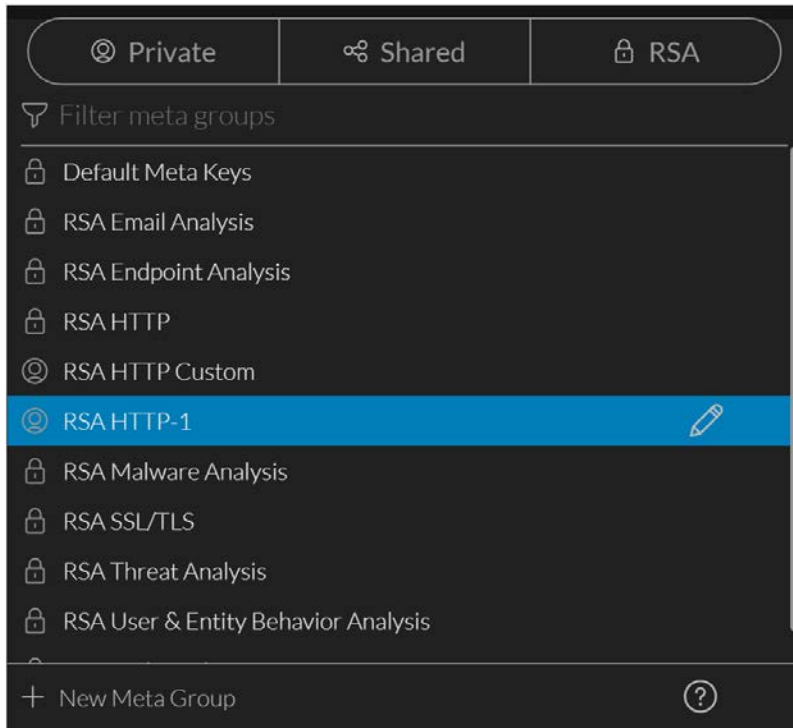 Private Shared RSA
Filter meta groups
Default Meta Keys
RSA Email Analysis
RSA Endpoint Analysis
RSA HTTP
RSA HTTP Custom
RSA HTTP-1
RSA Malware Analysis
RSA SSL/TLS
RSA Threat Analysis
RSA User & Entity Behavior Analysis
+ New Meta Group ?